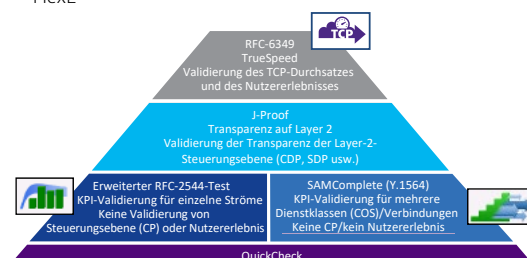 TCP
RFC-6349
TrueSpeed
Validierung des TCP-Durchsatzes
und des Nutzererlebnisses
J-Proof
Transparenz auf Layer 2
Validierung der Transparenz der Layer-2-
Steuerungsebene (CDP, SDP usw.)
Erweiterter RFC-2544-Test
KPI-Validierung für einzelne Ströme
Keine Validierung von
Steuerungsebene (CP) oder Nutzererlebnis
SAMComplete (Y.1564)
KPI-Validierung für mehrere
Dienstklassen (COS)/Verbindungen
Keine CP/kein Nutzererlebnis
QuickCheck